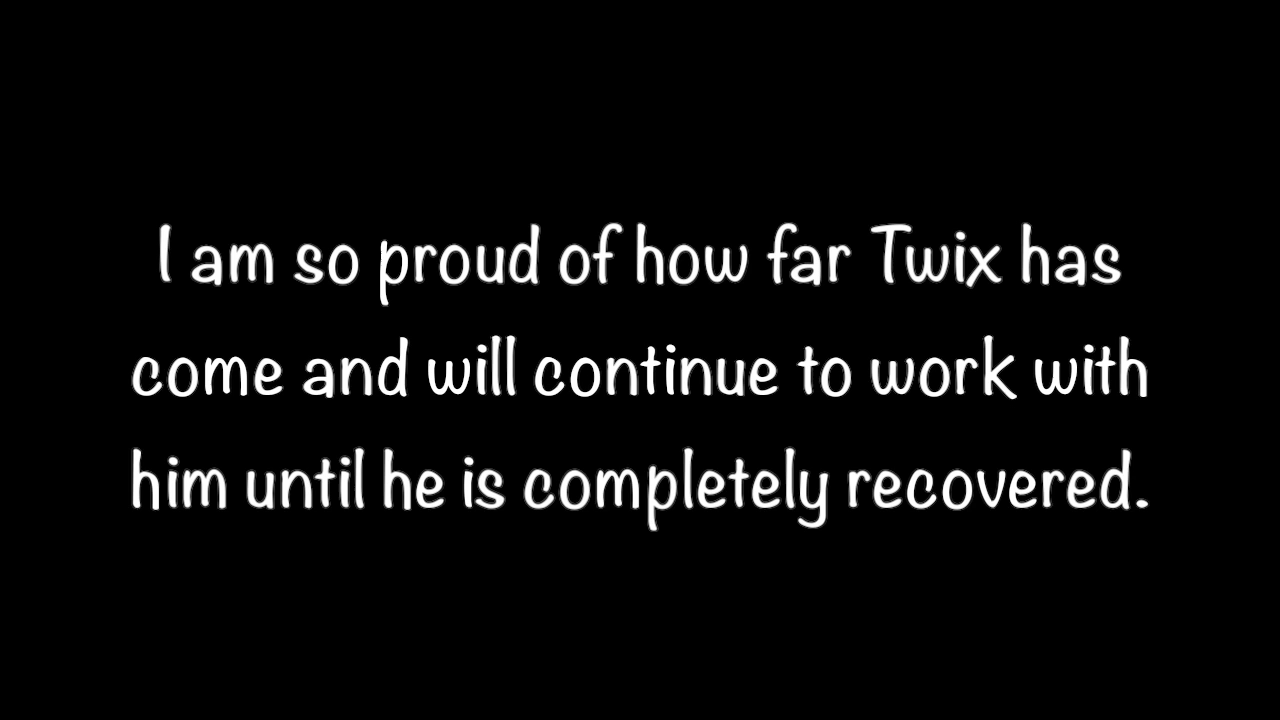 I am so proud of how far Twix has
come and will continue to work with
him until he is completely recovered.